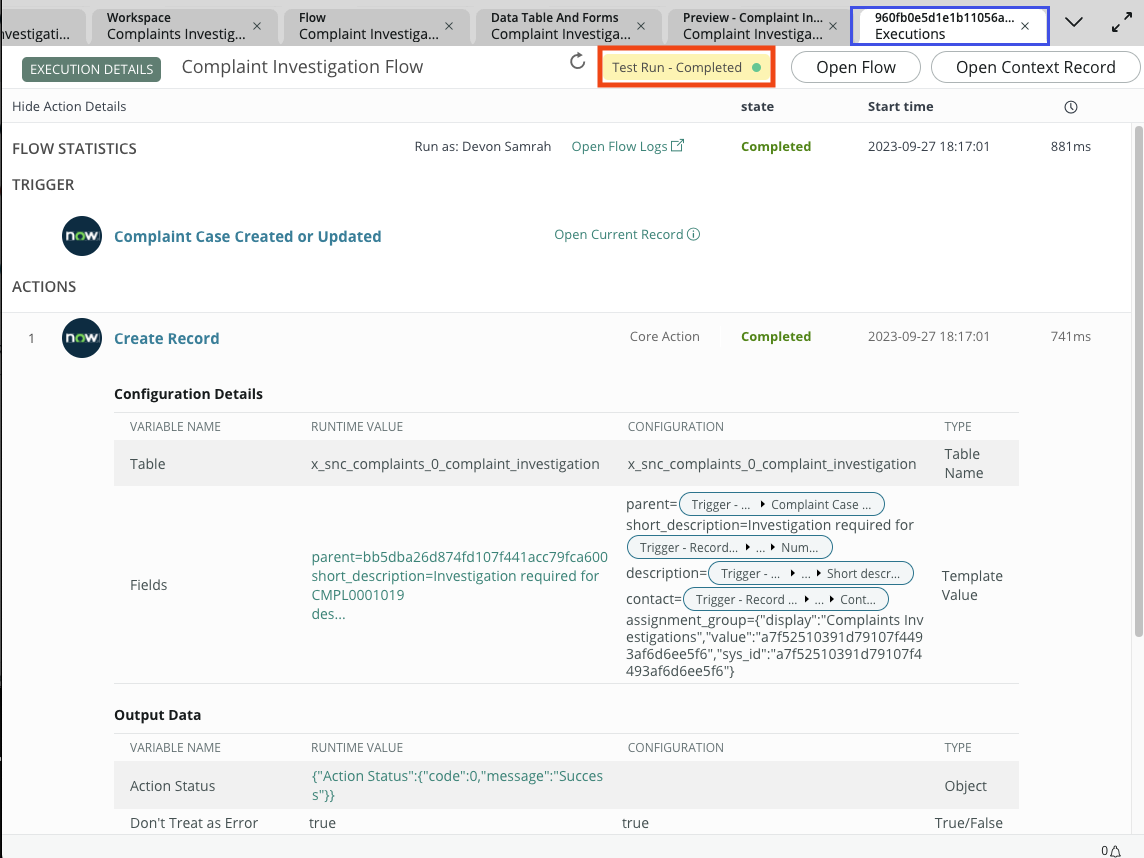 nvestigati...
Workspace
Complaints Investig...
Flow
Complaint Investiga...
Data Table And Forms
Complaint Investiga...
Preview - Complaint In...
Complaint Investiga...
960fb0e5d1e1b11056a...
Executions
EXECUTION DETAILS
Complaint Investigation Flow
Test Run - Completed
Open Flow
Open Context Record
Hide Action Details
state
Start time
FLOW STATISTICS
Run as: Devon Samrah
Open Flow Logs
Completed
2023-09-27 18:17:01
881ms
TRIGGER
now
Complaint Case Created or Updated
Open Current Record
ACTIONS
1
now
Create Record
Core Action
Completed
2023-09-27 18:17:01
741ms
Configuration Details
VARIABLE NAME
RUNTIME VALUE
CONFIGURATION
TYPE
Table
x_snc_complaints_0_complaint_investigation
x_snc_complaints_0_complaint_investigation
Table
Name
Fields
parent=bb5dba26d874fd107f441acc79fca600
short_description=Investigation required for
CMPL0001019
des...
parent= Trigger - ... ▸ Complaint Case ...
short_description=Investigation required for
Trigger - Record... ▸ ... ▸ Num...
description= Trigger - ... ▸ ... ▸ Short descr...
contact= Trigger - Record ... ▸ ... ▸ Cont...
assignment_group={"display":"Complaints Inv
estigations","value":"a7f52510391d79107f449
3af6d6ee5f6","sys_id":"a7f52510391d79107f4
493af6d6ee5f6"}
Template
Value
Output Data
VARIABLE NAME
RUNTIME VALUE
CONFIGURATION
TYPE
Action Status
{"Action Status":{"code":0,"message":"Succes
s"}}
Object
Don't Treat as Error
true
true
True/False
0